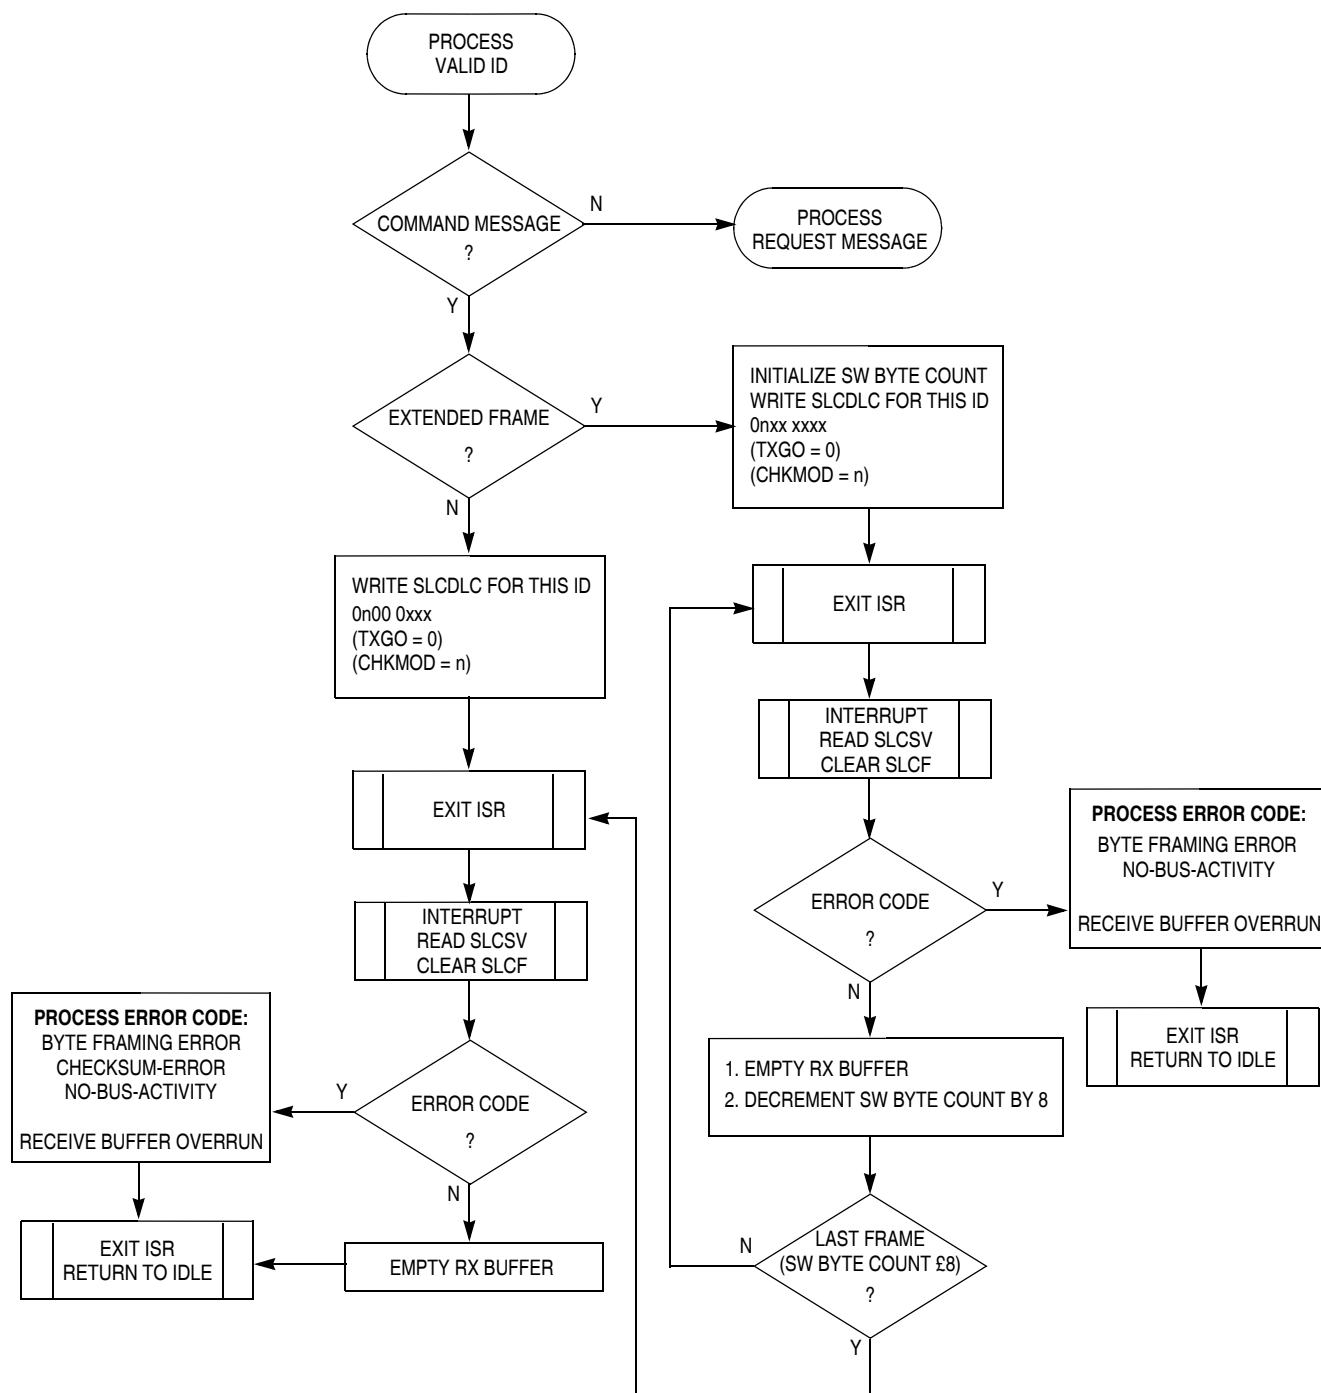 PROCESS
VALID ID
COMMAND MESSAGE
?
N
PROCESS
REQUEST MESSAGE
Y
EXTENDED FRAME
?
Y
INITIALIZE SW BYTE COUNT
WRITE SLCDLC FOR THIS ID
0nxx xxxx
(TXGO = 0)
(CHKMOD = n)
N
WRITE SLCDLC FOR THIS ID
0n00 0xxx
(TXGO = 0)
(CHKMOD = n)
EXIT ISR
INTERRUPT
READ SLCSV
CLEAR SLCF
EXIT ISR
INTERRUPT
READ SLCSV
CLEAR SLCF
ERROR CODE
?
Y
PROCESS ERROR CODE:
BYTE FRAMING ERROR
NO-BUS-ACTIVITY
RECEIVE BUFFER OVERRUN
EXIT ISR
RETURN TO IDLE
N
PROCESS ERROR CODE:
BYTE FRAMING ERROR
CHECKSUM-ERROR
NO-BUS-ACTIVITY
RECEIVE BUFFER OVERRUN
Y
ERROR CODE
?
1. EMPTY RX BUFFER
2. DECREMENT SW BYTE COUNT BY 8
N
EXIT ISR
RETURN TO IDLE
EMPTY RX BUFFER
N
LAST FRAME
(SW BYTE COUNT £8)
?
Y